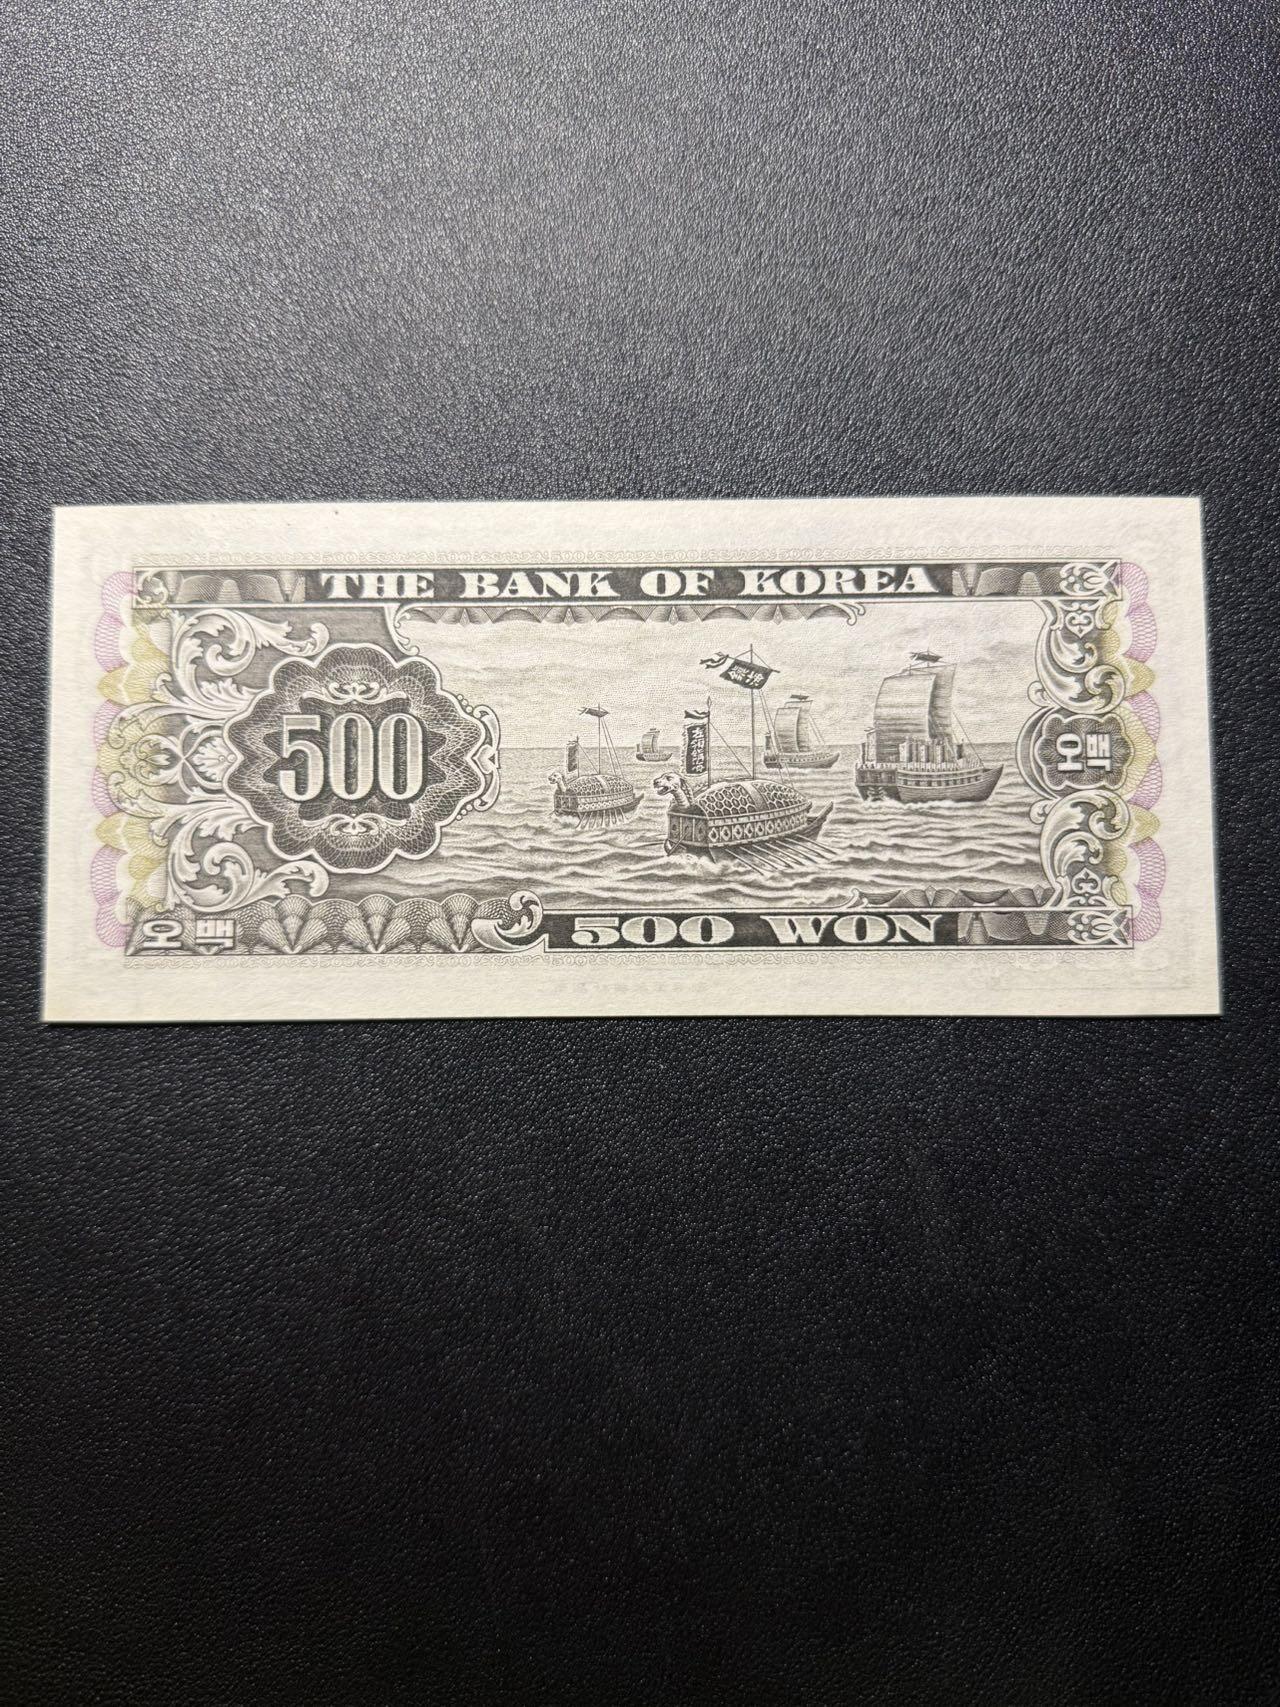 THE BANK OF KOREA
500
오백
오백
500 WON